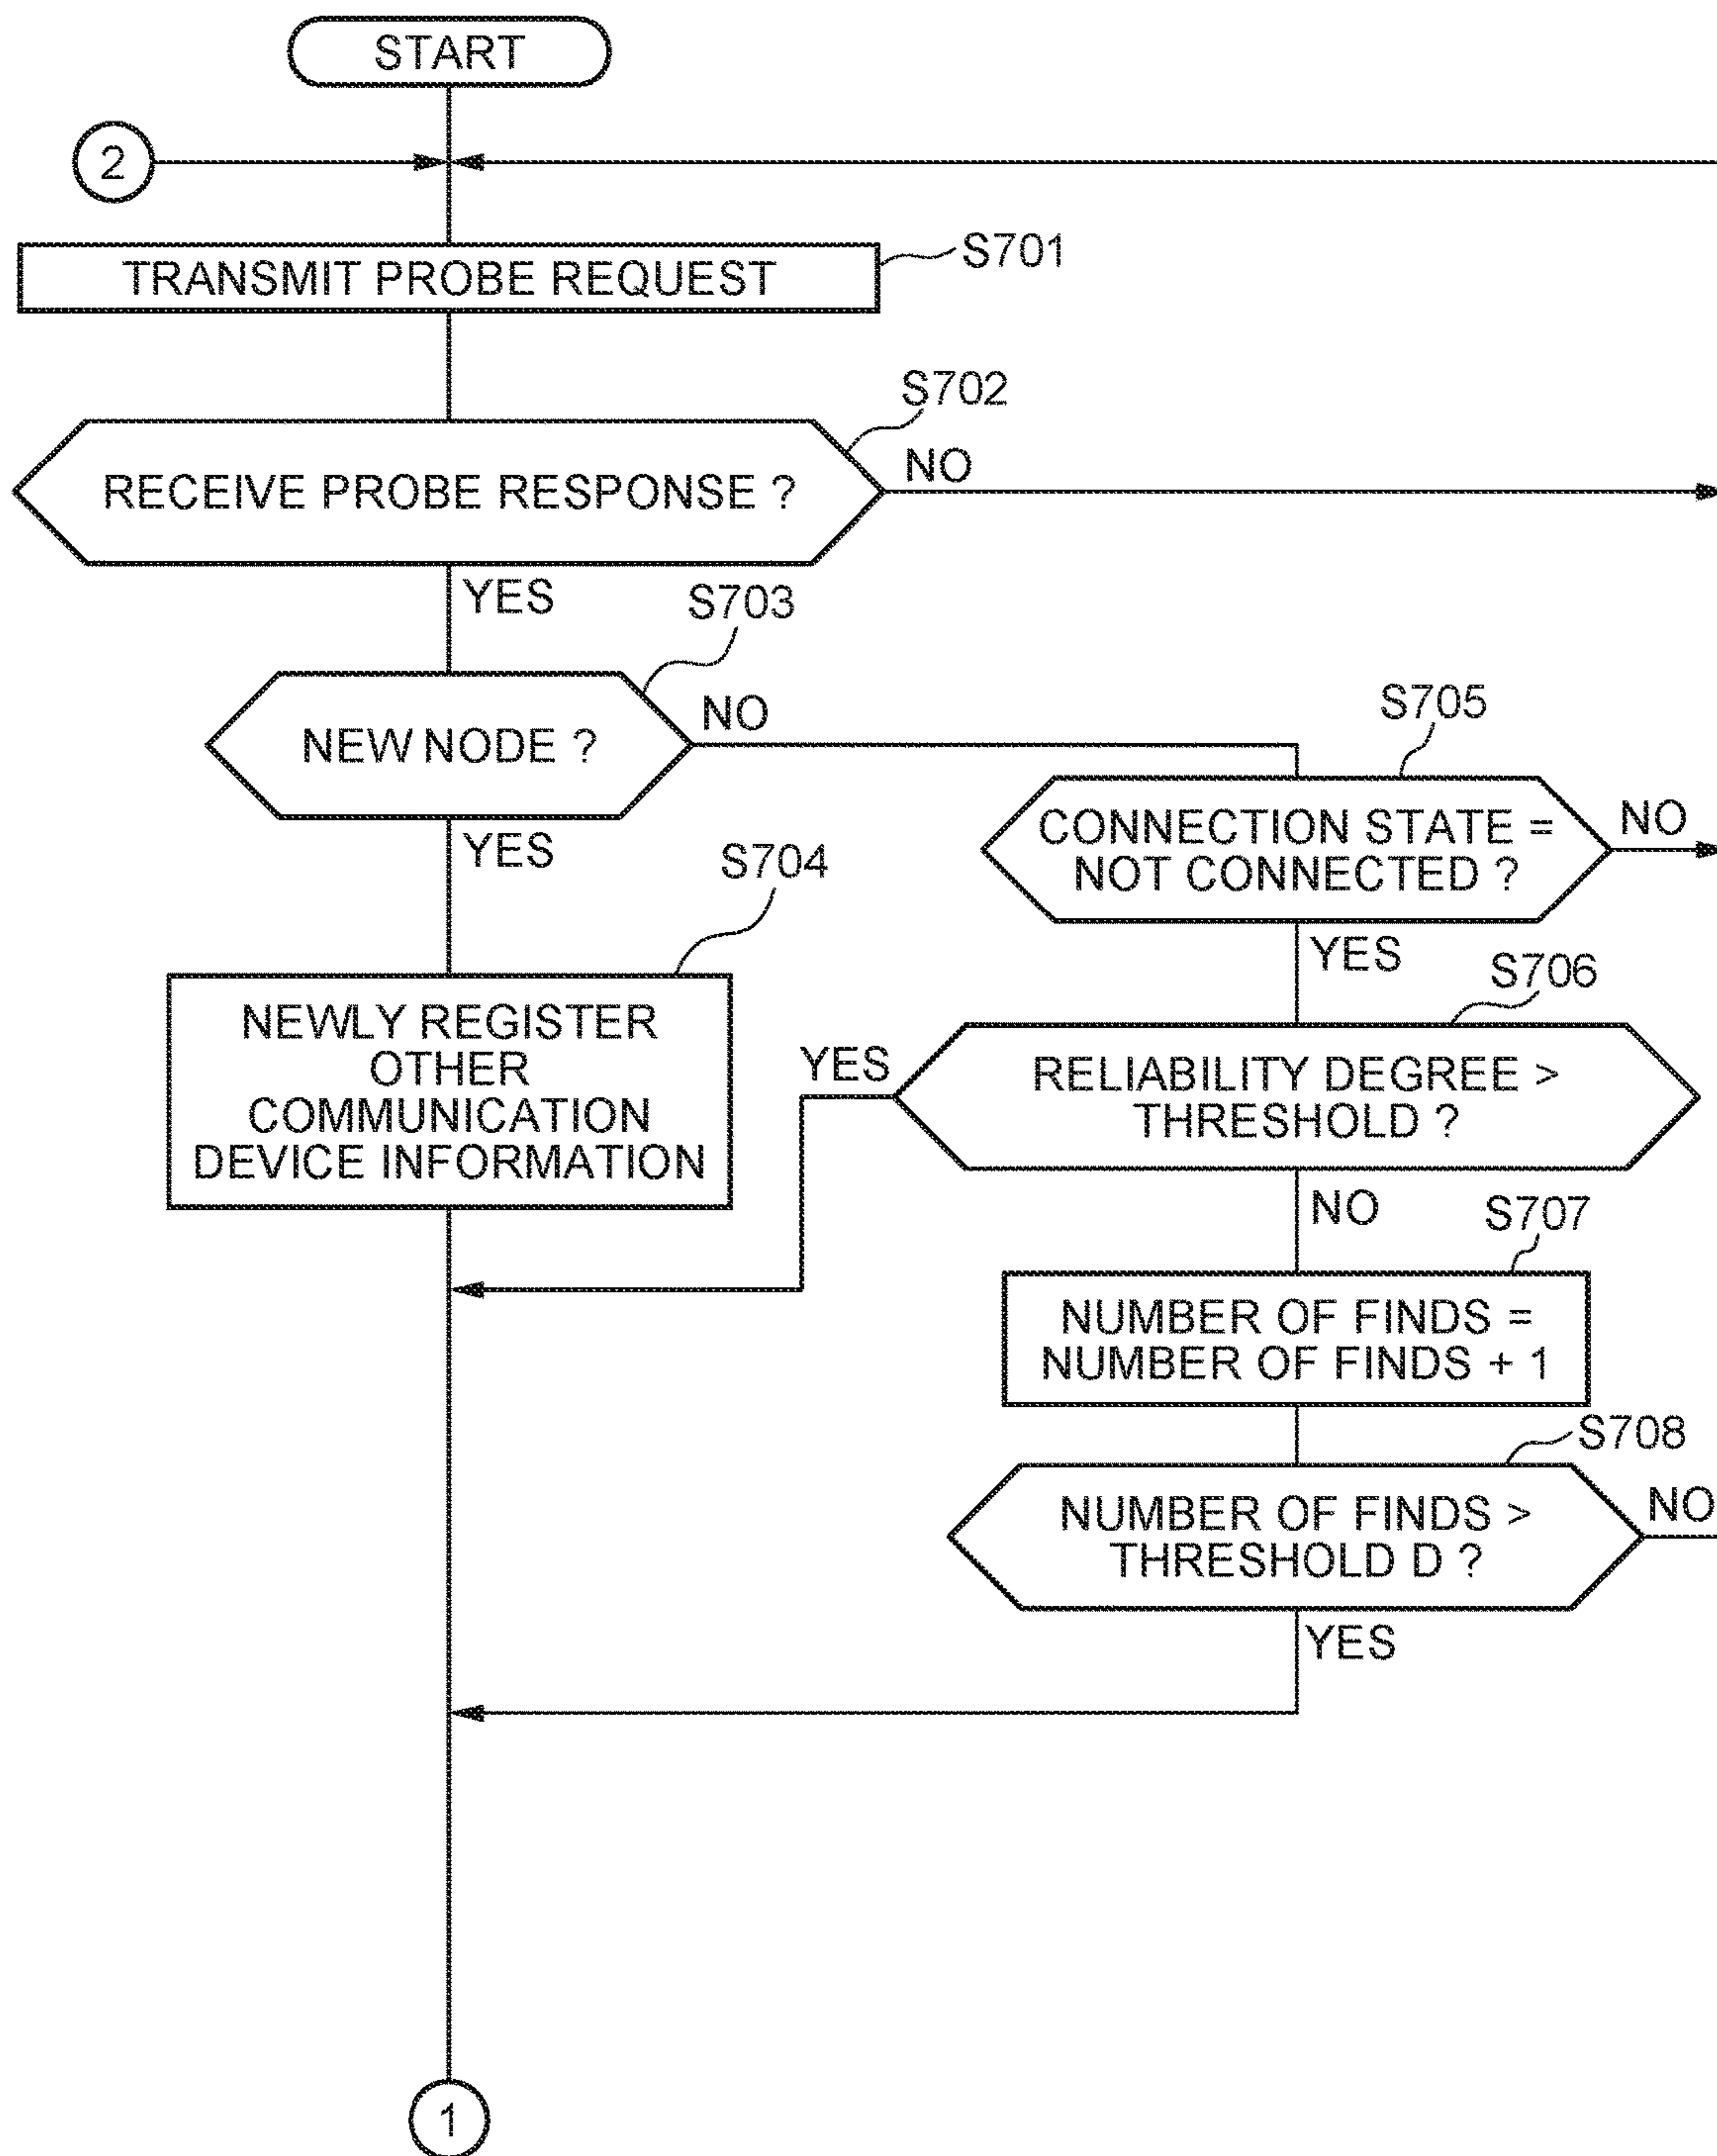 START
2
S701
TRANSMIT PROBE REQUEST
S702
RECEIVE PROBE RESPONSE ?
NO
YES
S703
NEW NODE ?
NO
YES
S705
CONNECTION STATE =
NOT CONNECTED ?
NO
YES
S704
NEWLY REGISTER
OTHER
COMMUNICATION
DEVICE INFORMATION
S706
RELIABILITY DEGREE >
THRESHOLD ?
YES
NO
S707
NUMBER OF FINDS =
NUMBER OF FINDS + 1
S708
NUMBER OF FINDS >
THRESHOLD D ?
NO
YES
1